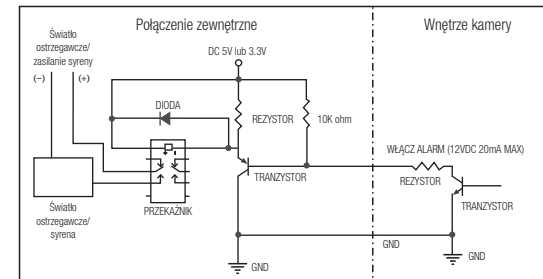 Połączenie zewnętrzne
Wnętrze kamery
Światło
ostrzegawcze/
zasilanie syreny
(−)
(+)
DC 5V lub 3.3V
DIODA
REZYSTOR
10K ohm
WŁĄCZ ALARM (12VDC 20mA MAX)
TRANZYSTOR
REZYSTOR
TRANZYSTOR
PRZEKAŹNIK
Światło
ostrzegawcze/
syrena
GND
GND
GND